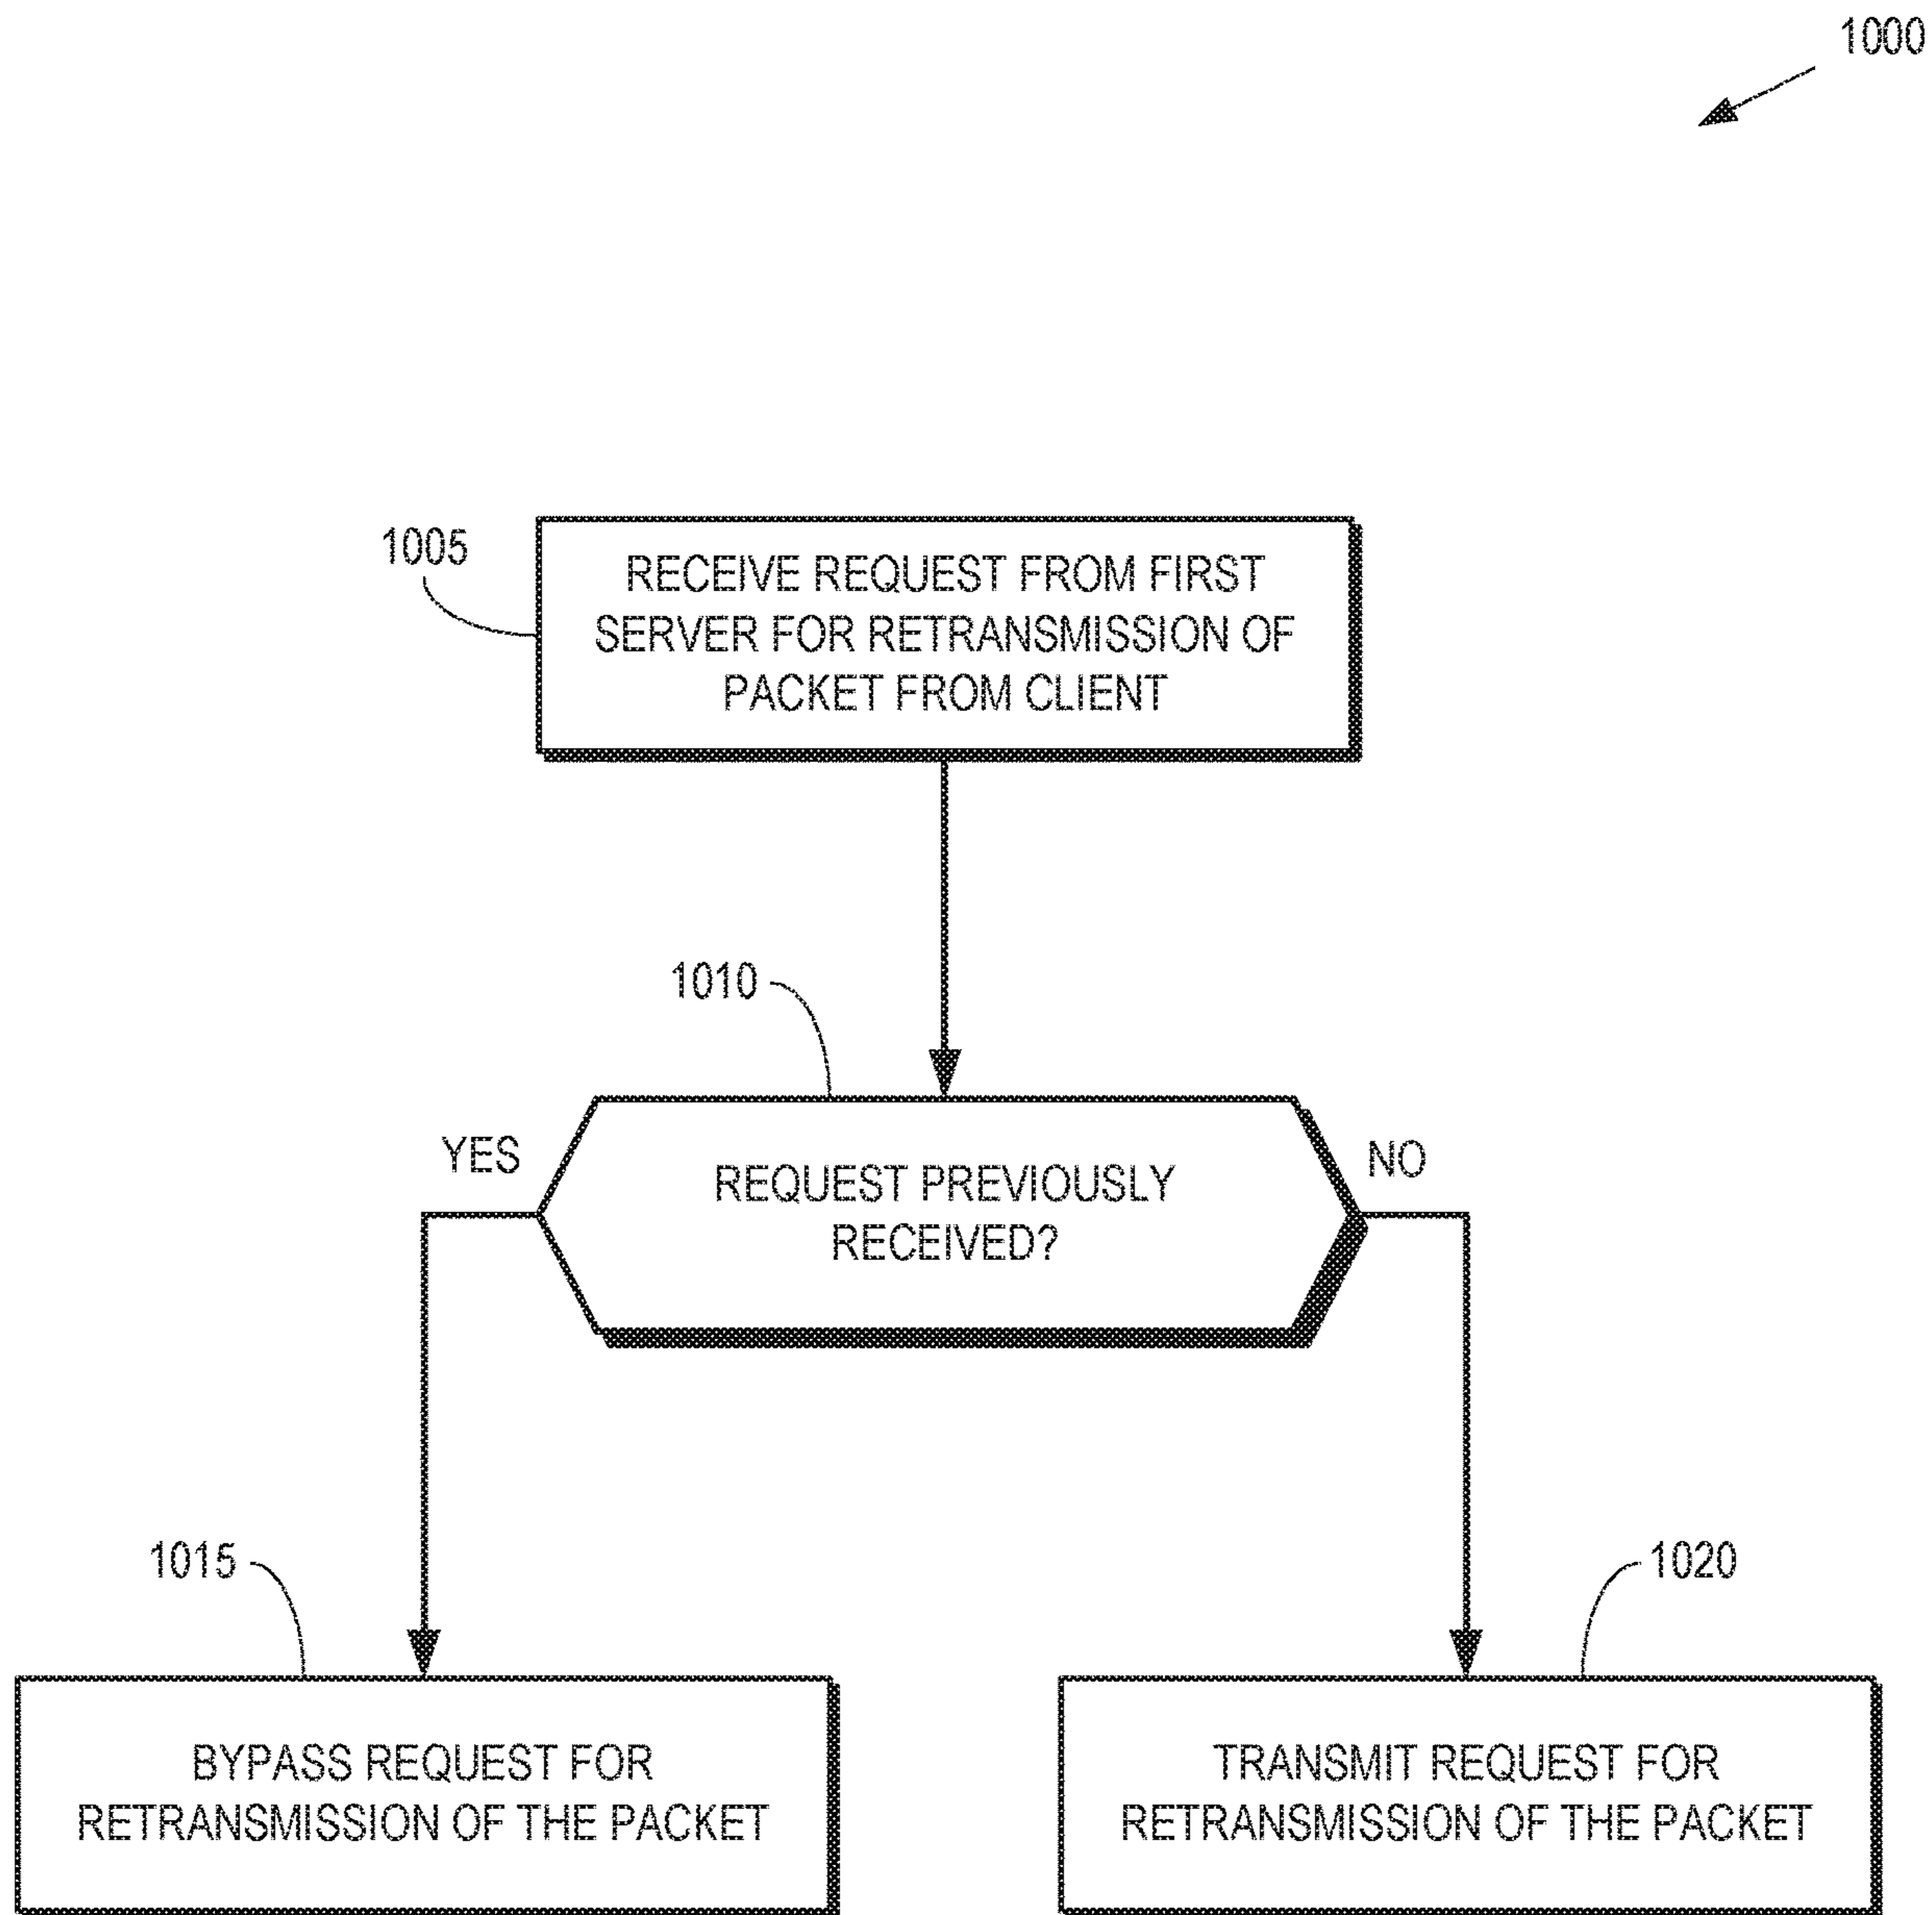 1000
1005
RECEIVE REQUEST FROM FIRST
SERVER FOR RETRANSMISSION OF
PACKET FROM CLIENT
1010
YES
NO
REQUEST PREVIOUSLY
RECEIVED?
1015
1020
BYPASS REQUEST FOR
RETRANSMISSION OF THE PACKET
TRANSMIT REQUEST FOR
RETRANSMISSION OF THE PACKET